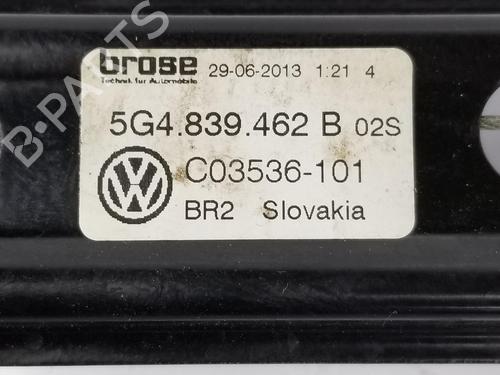 brose 29-06-2013 1:21 4
Technik für Automobile
5G4.839.462 B 02S
C03536-101
BR2 Slovakia
B-PARTS